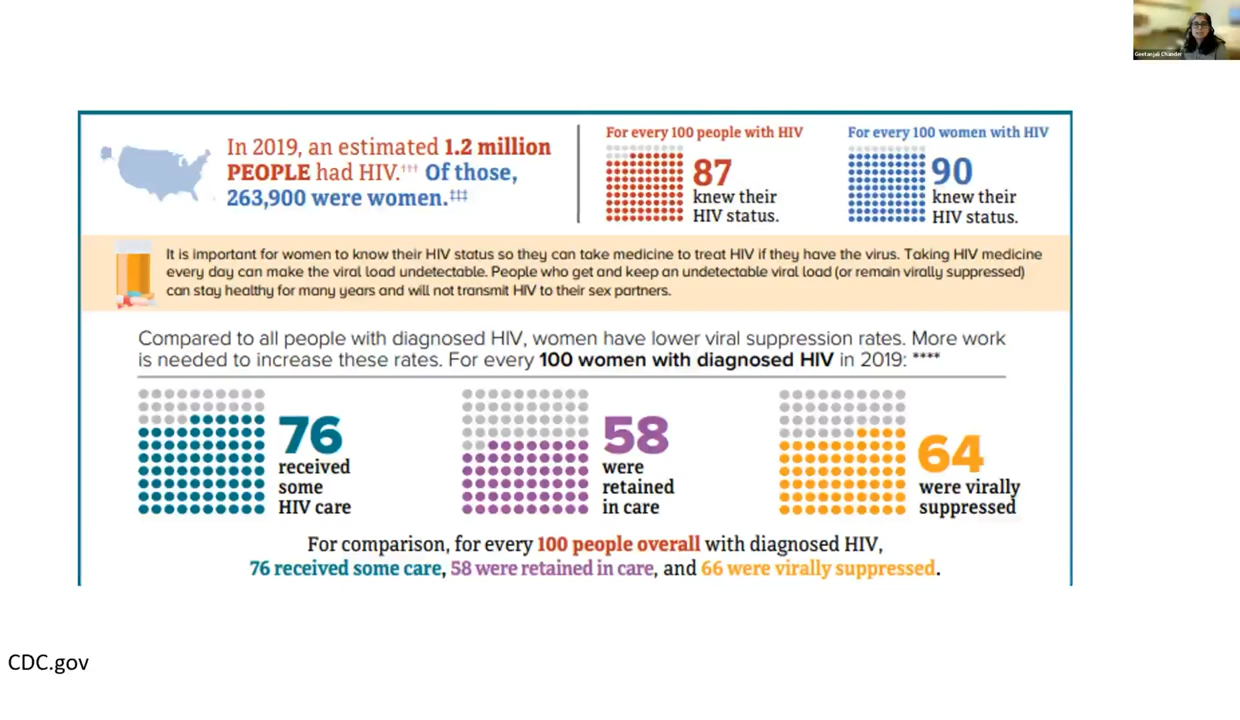 Geetanjali Chander
In 2019, an estimated 1.2 million
PEOPLE had HIV.††† Of those,
263,900 were women.‡‡‡
For every 100 people with HIV
87
knew their
HIV status.
For every 100 women with HIV
90
knew their
HIV status.
It is important for women to know their HIV status so they can take medicine to treat HIV if they have the virus. Taking HIV medicine
every day can make the viral load undetectable. People who get and keep an undetectable viral load (or remain virally suppressed)
can stay healthy for many years and will not transmit HIV to their sex partners.
Compared to all people with diagnosed HIV, women have lower viral suppression rates. More work
is needed to increase these rates. For every 100 women with diagnosed HIV in 2019: ****
76
received
some
HIV care
58
were
retained
in care
64
were virally
suppressed
For comparison, for every 100 people overall with diagnosed HIV,
76 received some care, 58 were retained in care, and 66 were virally suppressed.
CDC.gov